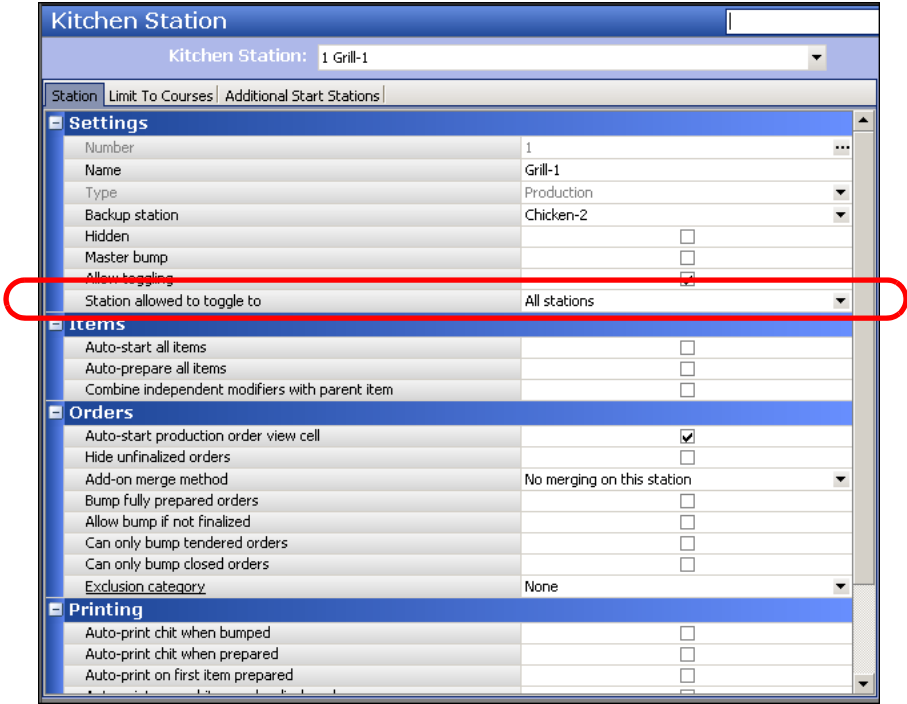 Kitchen Station
Kitchen Station: 1 Grill-1
Station Limit To Courses Additional Start Stations
Settings
Number 1 ...
Name Grill-1
Type Production
Backup station Chicken-2
Hidden
Master bump
Allow toggling
Station allowed to toggle to All stations
Items
Auto-start all items
Auto-prepare all items
Combine independent modifiers with parent item
Orders
Auto-start production order view cell
Hide unfinalized orders
Add-on merge method No merging on this station
Bump fully prepared orders
Allow bump if not finalized
Can only bump tendered orders
Can only bump closed orders
Exclusion category None
Printing
Auto-print chit when bumped
Auto-print chit when prepared
Auto-print on first item prepared